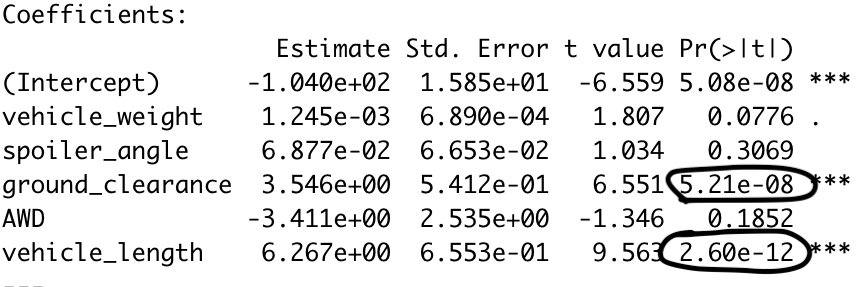 Coefficients:
Estimate Std. Error t value Pr(>|t|)
(Intercept) -1.040e+02 1.585e+01 -6.559 5.08e-08 ***
vehicle_weight 1.245e-03 6.890e-04 1.807 0.0776 .
spoiler_angle 6.877e-02 6.653e-02 1.034 0.3069
ground_clearance 3.546e+00 5.412e-01 6.551 5.21e-08 ***
AWD -3.411e+00 2.535e+00 -1.346 0.1852
vehicle_length 6.267e+00 6.553e-01 9.563 2.60e-12 ***
---